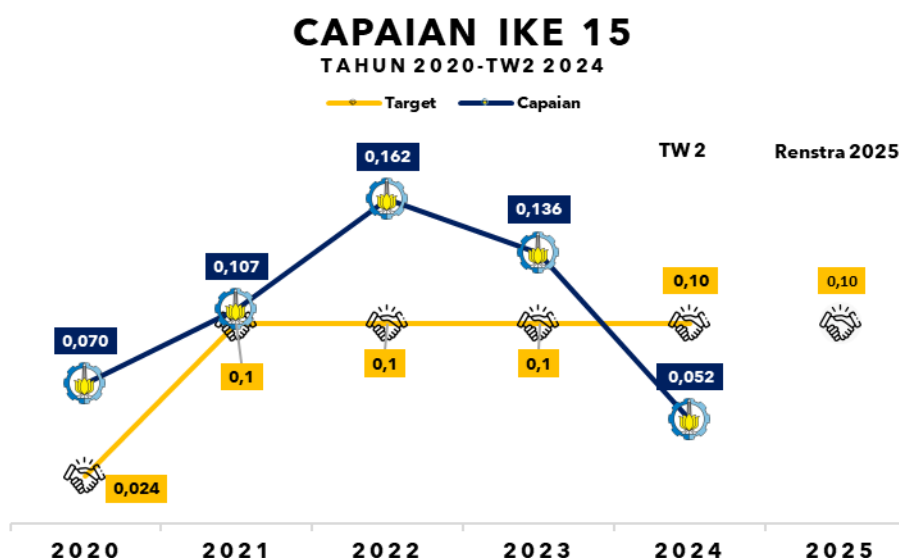 CAPAIAN IKE 15
TAHUN 2020-TW2 2024
Target Capaian
TW 2 Renstra 2025
0,162
0,136
0,107
0,10 0,10
0,070
0,1 0,1 0,1
0,052
0,024
2020 2021 2022 2023 2024 2025